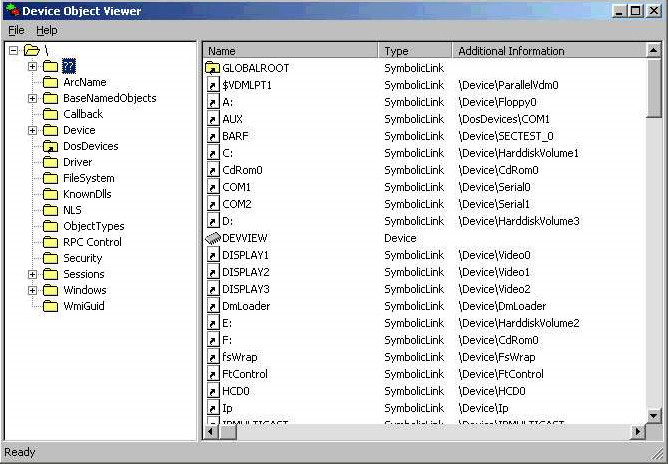 Device Object Viewer
File Help
\
??
ArcName
BaseNamedObjects
Callback
Device
DosDevices
Driver
FileSystem
KnownDlls
NLS
ObjectTypes
RPC Control
Security
Sessions
Windows
WmiGuid
Name Type Additional Information
GLOBALROOT SymbolicLink
$VDMLPT1 SymbolicLink \Device\ParallelVdm0
A: SymbolicLink \Device\Floppy0
AUX SymbolicLink \DosDevices\COM1
BARF SymbolicLink \Device\SECTEST_0
C: SymbolicLink \Device\HarddiskVolume1
CdRom0 SymbolicLink \Device\CdRom0
COM1 SymbolicLink \Device\Serial0
COM2 SymbolicLink \Device\Serial1
D: SymbolicLink \Device\HarddiskVolume3
DEVVIEW Device
DISPLAY1 SymbolicLink \Device\Video0
DISPLAY2 SymbolicLink \Device\Video1
DISPLAY3 SymbolicLink \Device\Video2
DmLoader SymbolicLink \Device\DmLoader
E: SymbolicLink \Device\HarddiskVolume2
F: SymbolicLink \Device\CdRom0
fsWrap SymbolicLink \Device\FsWrap
FtControl SymbolicLink \Device\FtControl
HCD0 SymbolicLink \Device\HCD0
Ip SymbolicLink \Device\Ip
IPMULTICAST SymbolicLink \Device\IPMULTICAST
Ready